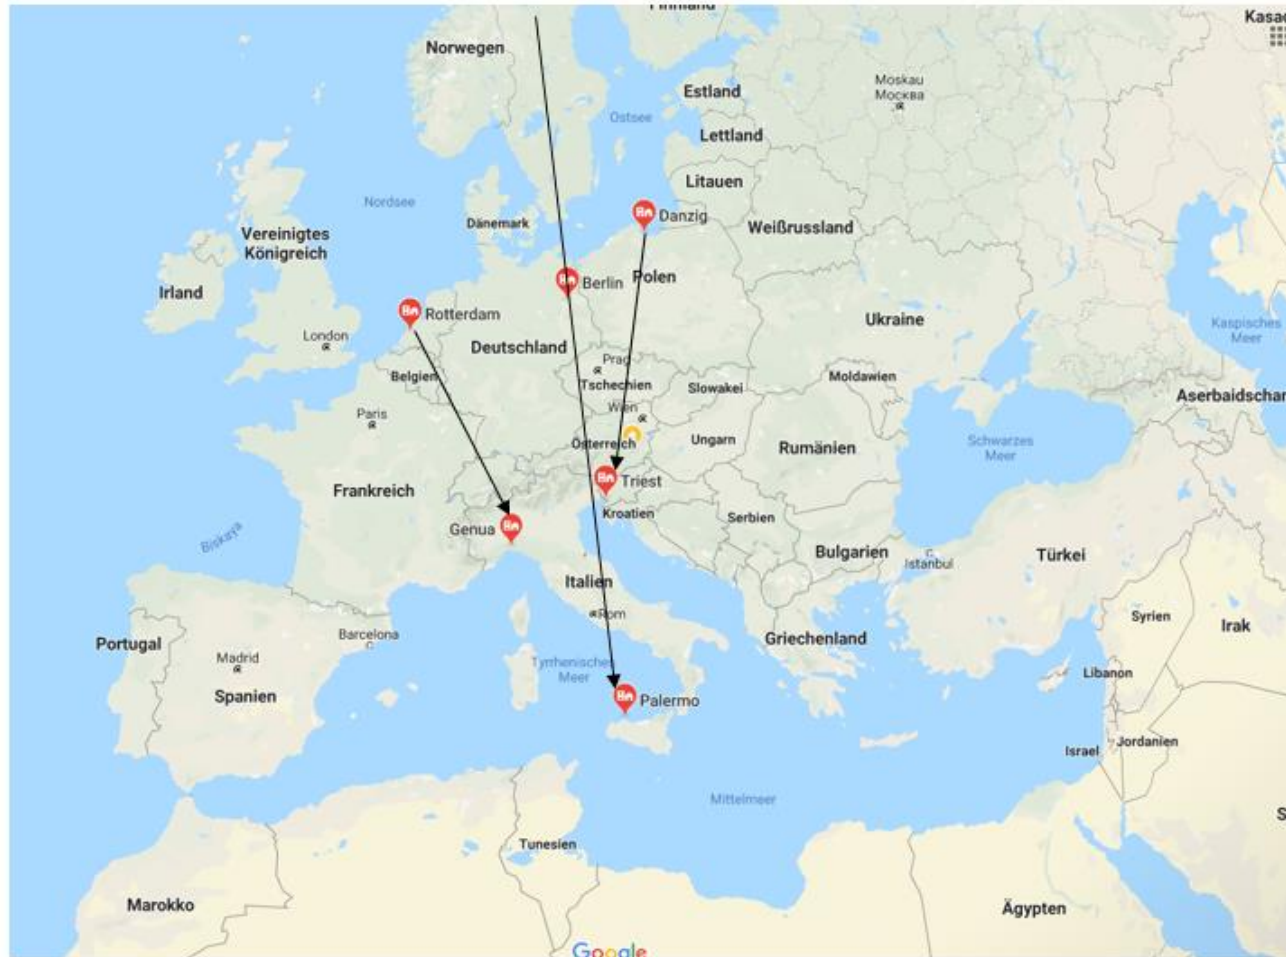 Finnland
Kasac
Norwegen
Moskau
Москва
Estland
Ostsee
Lettland
Litauen
Nordsee
Danzig
Dänemark
Weißrussland
Vereinigtes
Königreich
Polen
Berlin
Irland
Rotterdam
Ukraine
Kaspisches
Meer
London
Deutschland
Prag
Belgien
Tschechien
Slowakei
Moldawien
Aserbaidschan
Paris
Wien
Österreich
Ungarn
Rumänien
Schwarzes
Meer
Frankreich
Triest
Kroatien
Serbien
Genua
Biskaya
Bulgarien
Istanbul
Türkei
Italien
Rom
Syrien
Irak
Portugal
Barcelona
Madrid
Griechenland
Tyrrhenisches
Meer
Libanon
Spanien
Palermo
Jordanien
Israel
Mittelmeer
S
Tunesien
Marokko
Ägypten
Google